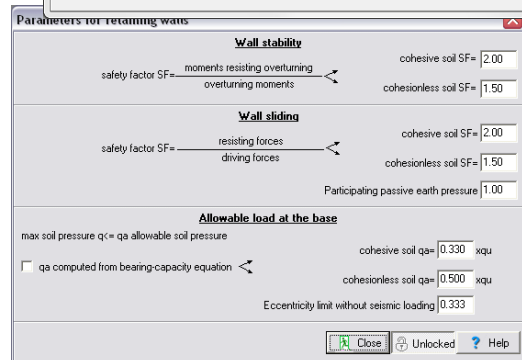 Parameters for retaining walls
Wall stability
safety factor SF= moments resisting overturning
overturning moments
cohesive soil SF= 2.00
cohesionless soil SF= 1.50
Wall sliding
safety factor SF= resisting forces
driving forces
cohesive soil SF= 2.00
cohesionless soil SF= 1.50
Participating passive earth pressure 1.00
Allowable load at the base
max soil pressure q<= qa allowable soil pressure
qa computed from bearing-capacity equation
cohesive soil qa= 0.330 xqu
cohesionless soil qa= 0.500 xqu
Eccentricity limit without seismic loading 0.333
Close Unlocked ? Help